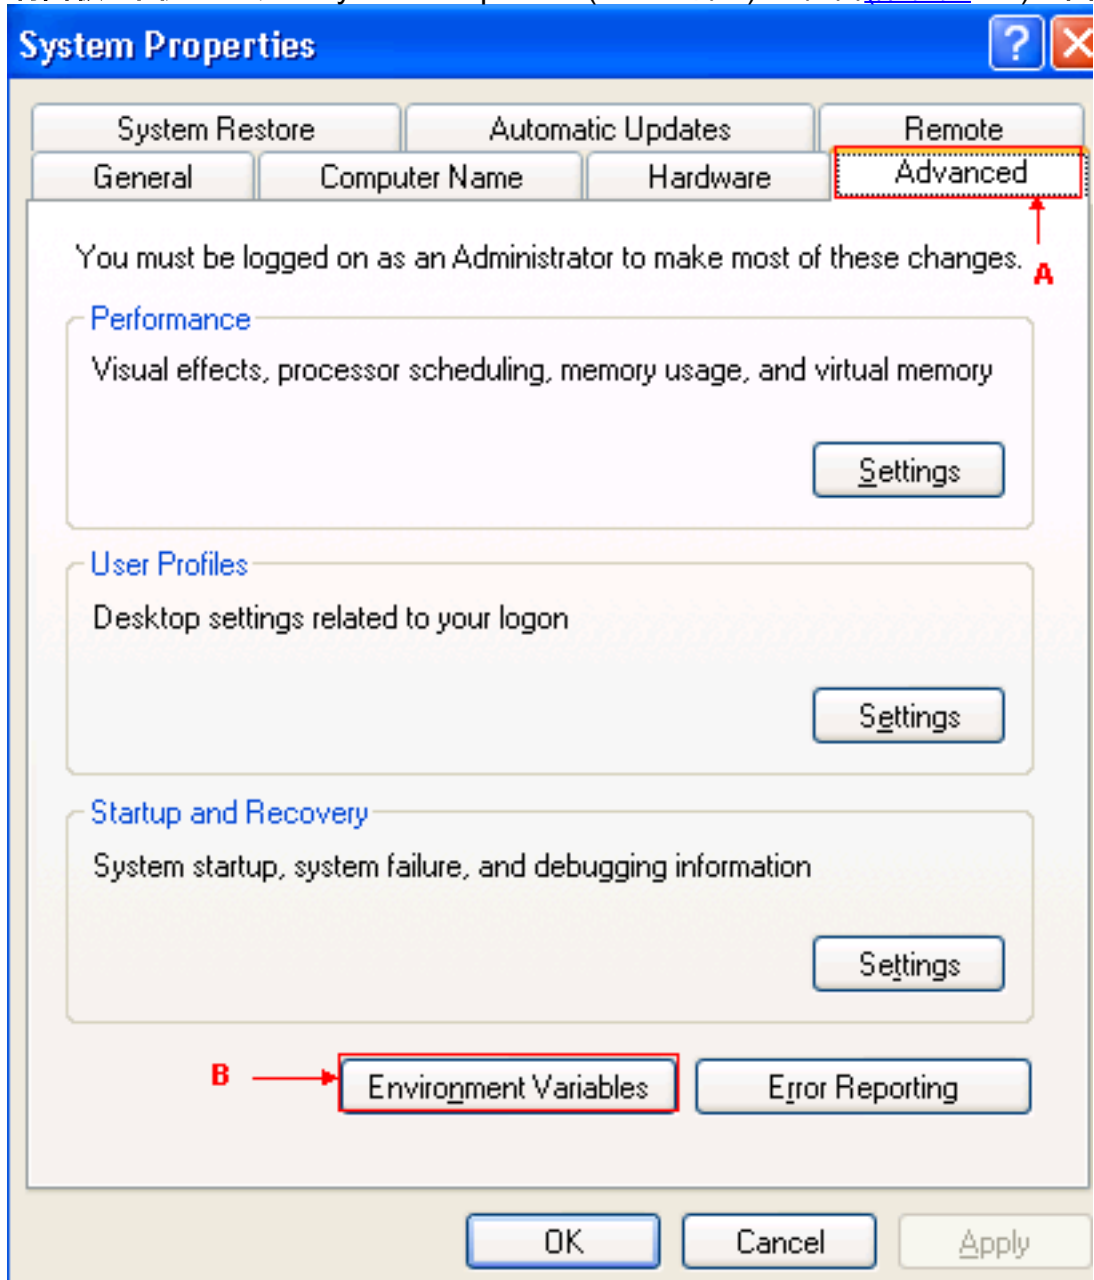 System Properties
System Restore Automatic Updates Remote
General Computer Name Hardware Advanced
You must be logged on as an Administrator to make most of these changes.
A
Performance
Visual effects, processor scheduling, memory usage, and virtual memory
Settings
User Profiles
Desktop settings related to your logon
Settings
Startup and Recovery
System startup, system failure, and debugging information
Settings
B Environment Variables Error Reporting
OK Cancel Apply